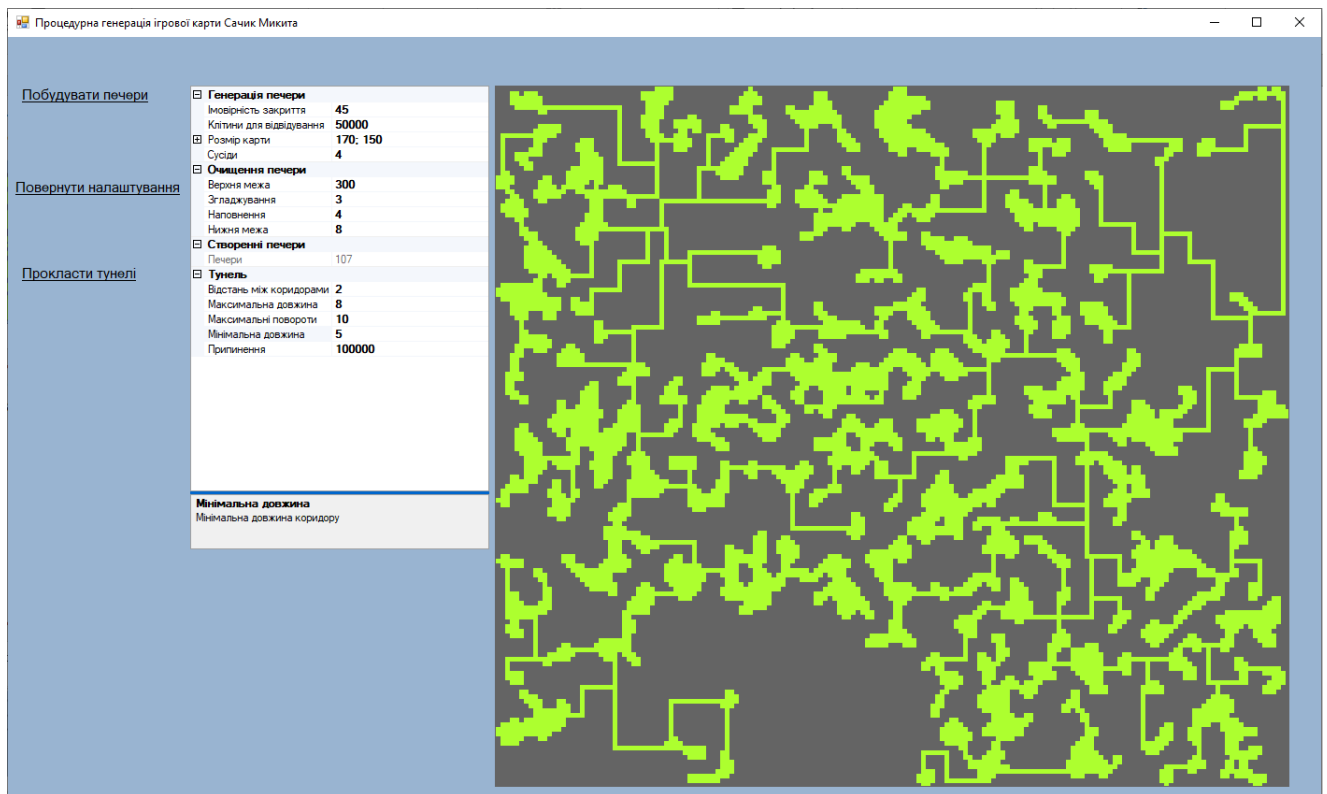 Процедурна генерація ігрової карти Сачик Микита
Побудувати печери
Повернути налаштування
Прокласти тунелі
Генерація печери
Імовірність закриття 45
Клітини для відвідування 50000
Розмір карти 170; 150
Сусіди 4
Очищення печери
Верхня межа 300
Згладжування 3
Наповнення 4
Нижня межа 8
Створенні печери
Печери 107
Тунель
Відстань між коридорами 2
Максимальна довжина 8
Максимальні повороти 10
Мінімальна довжина 5
Припинення 100000
Мінімальна довжина
Мінімальна довжина коридору